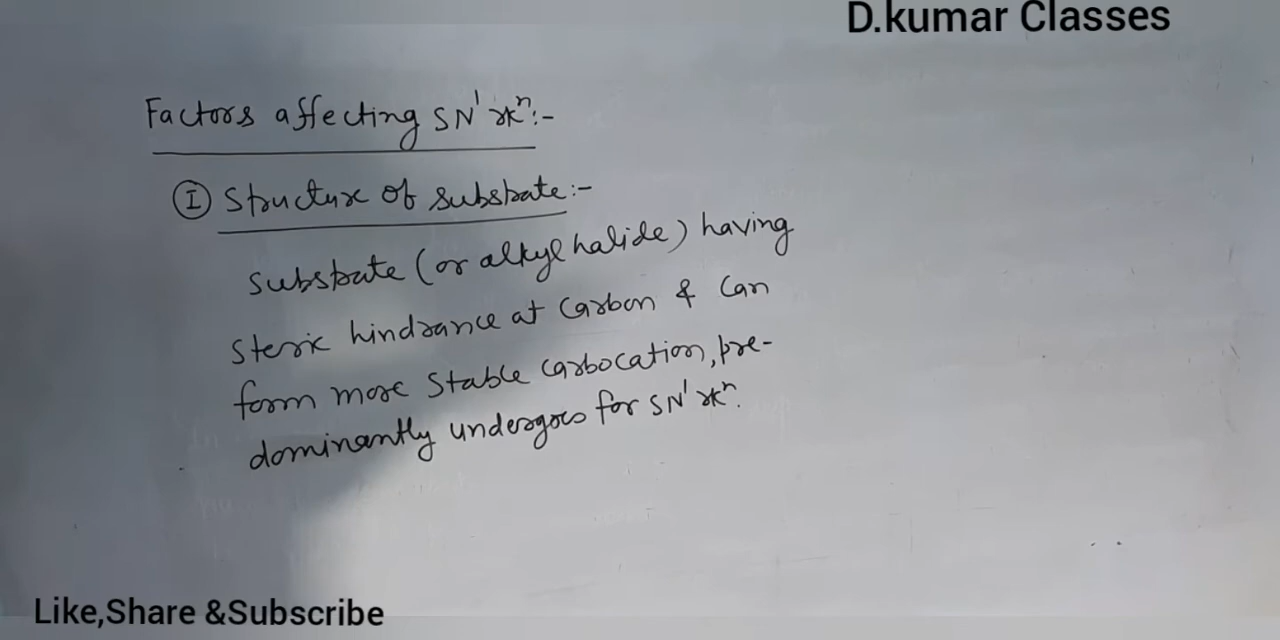 D.kumar Classes
Factors affecting SN¹ rxⁿ:-
I Structure of substrate:-
Substrate (or alkyl halide) having
steric hindrance at Carbon & Can
form more stable Carbocation, pre-
dominantly undergoes for SN¹ rxⁿ.
Like,Share &Subscribe